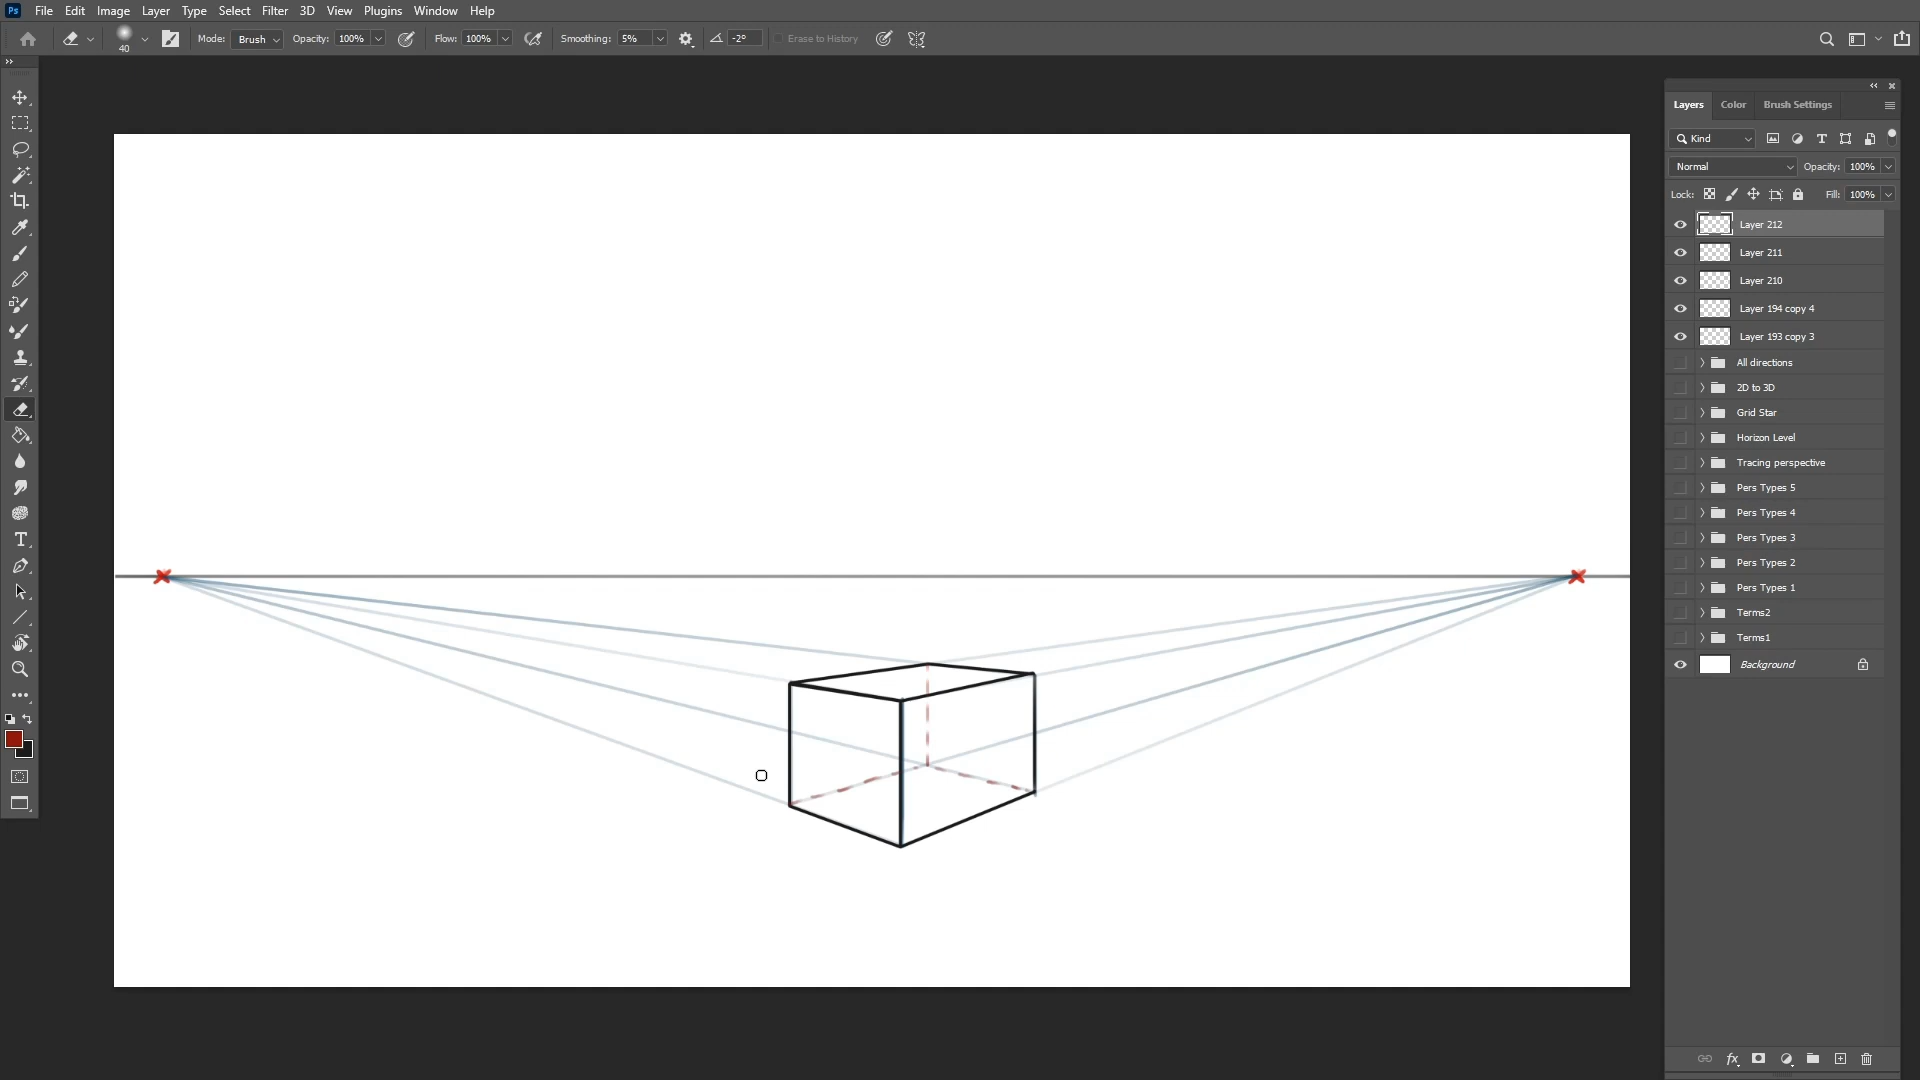 Ps File Edit Image Layer Type Select Filter 3D View Plugins Window Help
40 Mode: Brush Opacity: 100% Flow: 100% Smoothing: 5% -2° Erase to History
Layers Color Brush Settings
Kind
Normal Opacity: 100%
Lock: Fill: 100%
Layer 212
Layer 211
Layer 210
Layer 194 copy 4
Layer 193 copy 3
All directions
2D to 3D
Grid Star
Horizon Level
Tracing perspective
Pers Types 5
Pers Types 4
Pers Types 3
Pers Types 2
Pers Types 1
Terms2
Terms1
Background
fx